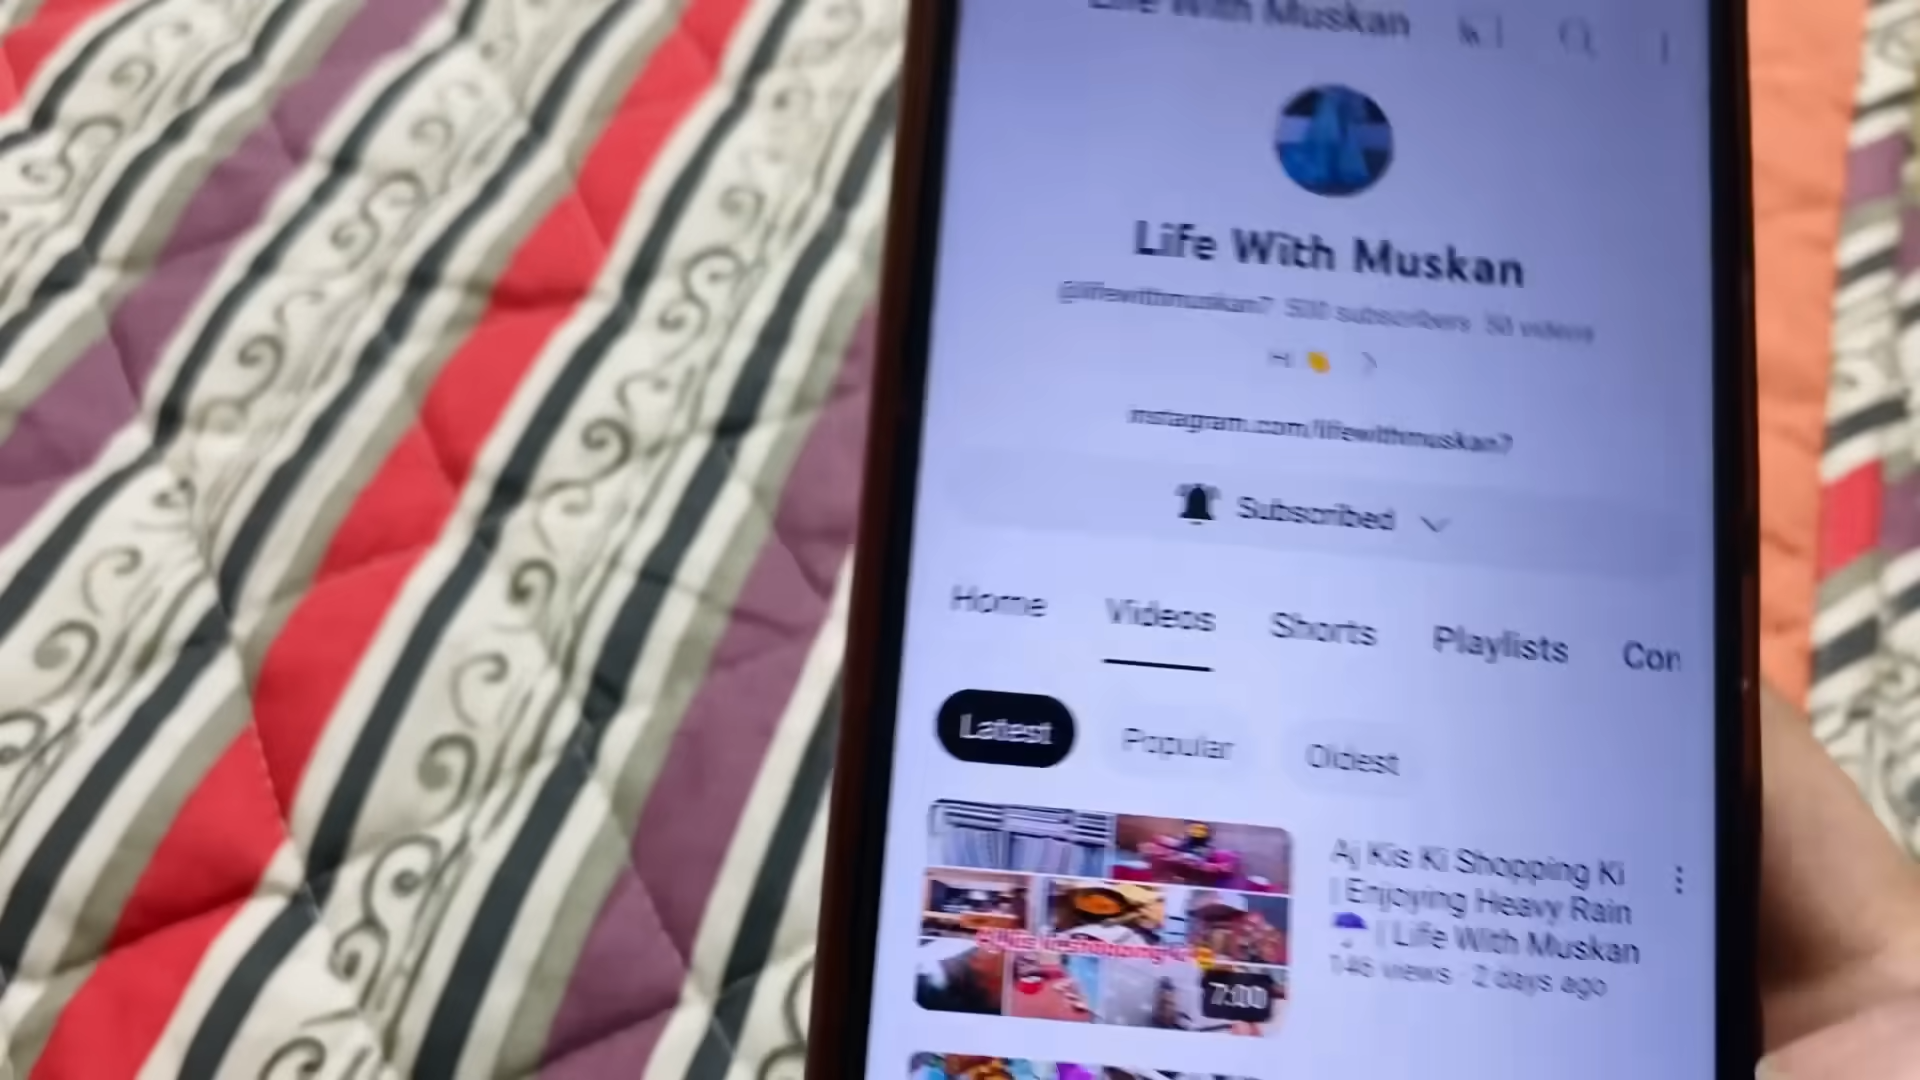 Life With Muskan
Life With Muskan
@lifewithmuskan7 subscribers videos
Hi 👋 >
instagram.com/lifewithmuskan7
Subscribed
Home Videos Shorts Playlists Con
Latest Popular Oldest
Aj Kis Ki Shopping Ki
| Enjoying Heavy Rain
☂ | Life With Muskan
146 views · 2 days ago
7:00